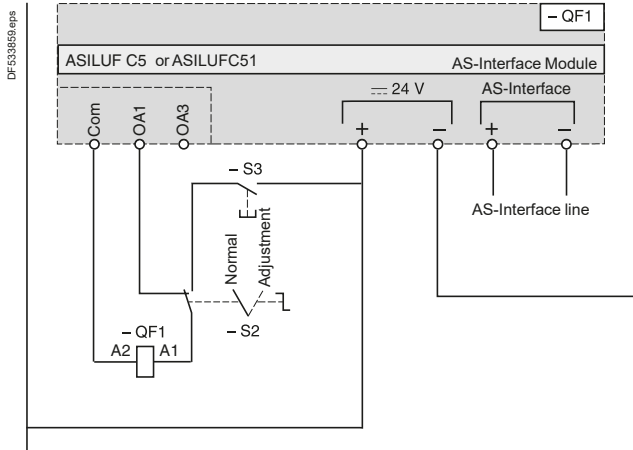 DF533859.eps
– QF1
ASILUF C5 or ASILUFC51
AS-Interface Module
24 V
AS-Interface
Com
OA1
OA3
+
–
+
–
– S3
AS-Interface line
Normal
Adjustment
– QF1
A2
A1
– S2